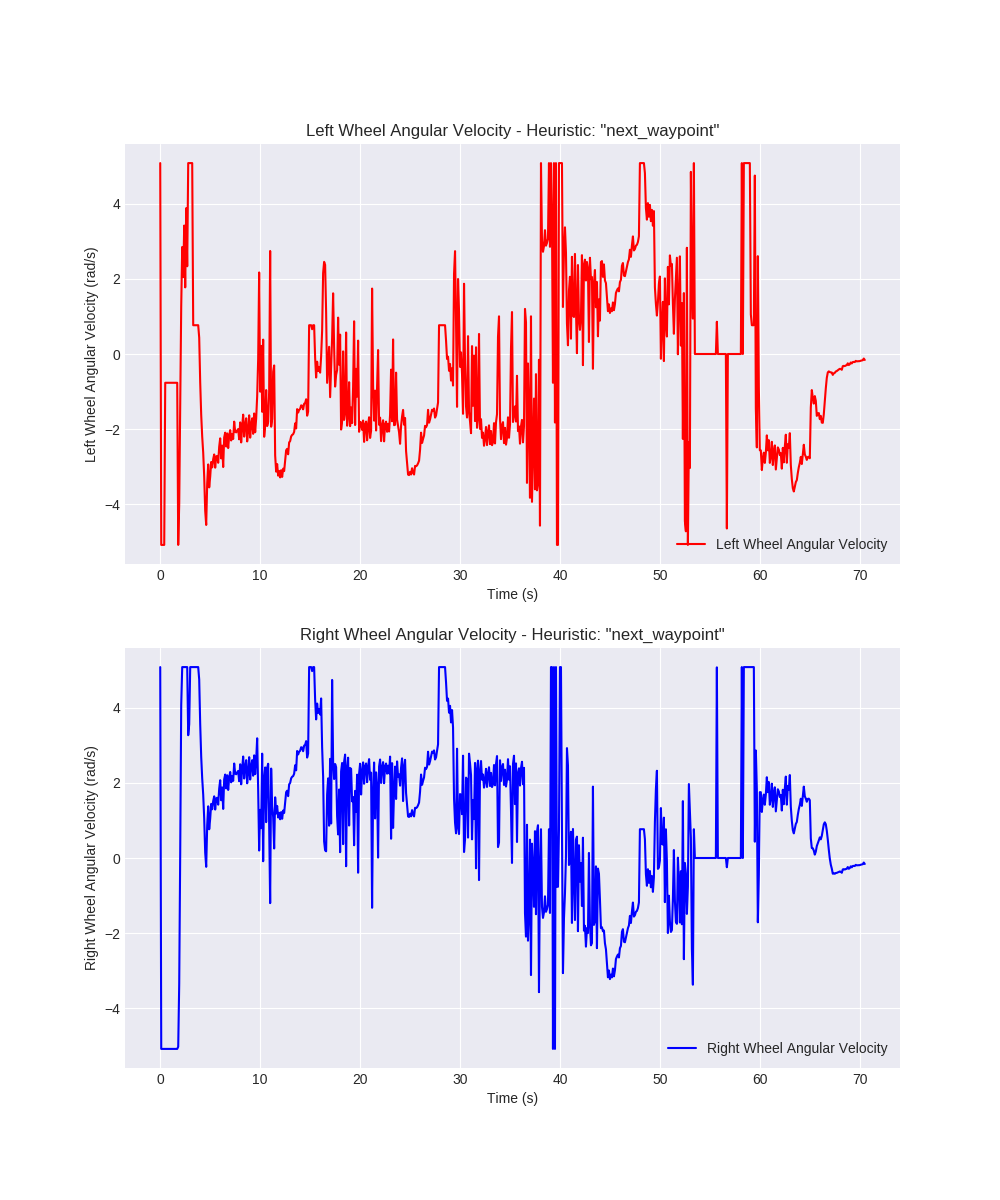 Left Wheel Angular Velocity - Heuristic: "next_waypoint"
Left Wheel Angular Velocity (rad/s)
4
2
0
−2
−4
Left Wheel Angular Velocity
0 10 20 30 40 50 60 70
Time (s)
Right Wheel Angular Velocity - Heuristic: "next_waypoint"
Right Wheel Angular Velocity (rad/s)
4
2
0
−2
−4
Right Wheel Angular Velocity
0 10 20 30 40 50 60 70
Time (s)